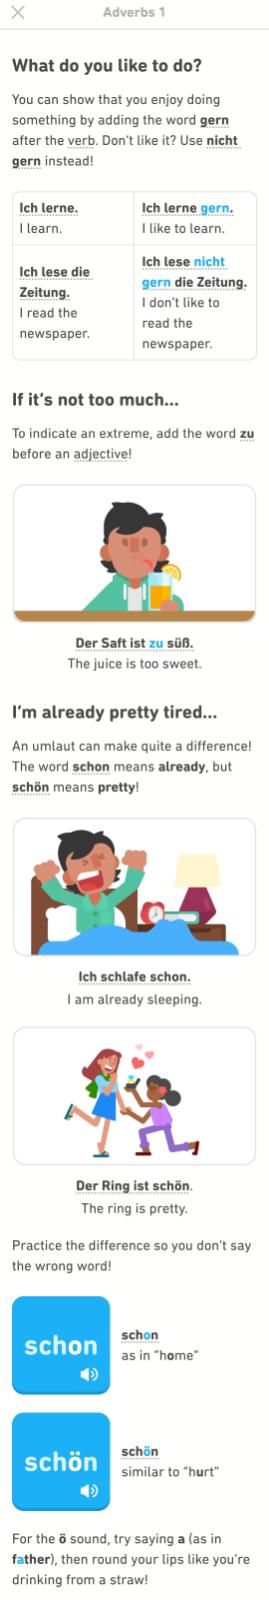 Adverbs 1
What do you like to do?
You can show that you enjoy doing
something by adding the word gern
after the verb. Don't like it? Use nicht
gern instead!
Ich lerne.
I learn.
Ich lerne gern.
I like to learn.
Ich lese die
Zeitung.
I read the
newspaper.
Ich lese nicht
gern die Zeitung.
I don't like to
read the
newspaper.
If it's not too much...
To indicate an extreme, add the word zu
before an adjective!
Der Saft ist zu süß.
The juice is too sweet.
I'm already pretty tired...
An umlaut can make quite a difference!
The word schon means already, but
schön means pretty!
Ich schlafe schon.
I am already sleeping.
Der Ring ist schön.
The ring is pretty.
Practice the difference so you don't say
the wrong word!
schon
schon
as in "home"
schön
schön
similar to "hurt"
For the ö sound, try saying a (as in
father), then round your lips like you're
drinking from a straw!